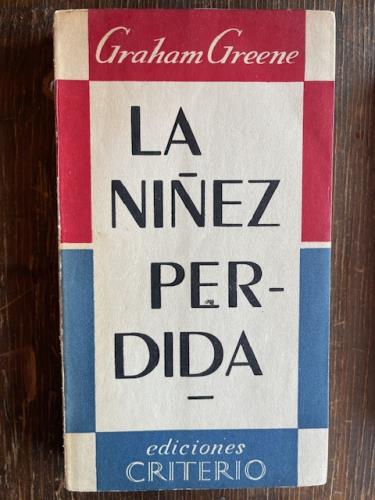 Graham Greene
LA
NIÑEZ
PER-
DIDA
ediciones
CRITERIO